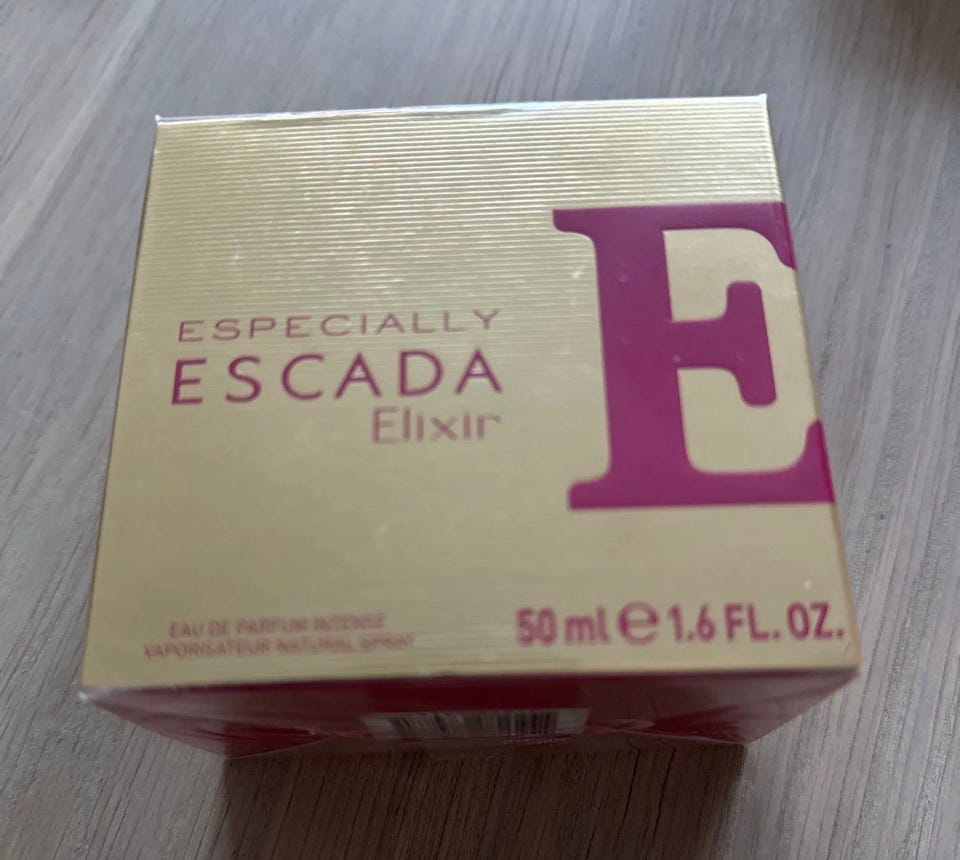 ESPECIALLY
ESCADA
Elixir
E
EAU DE PARFUM INTENSE
VAPORISATEUR NATURAL SPRAY
50 ml e 1.6 FL. OZ.